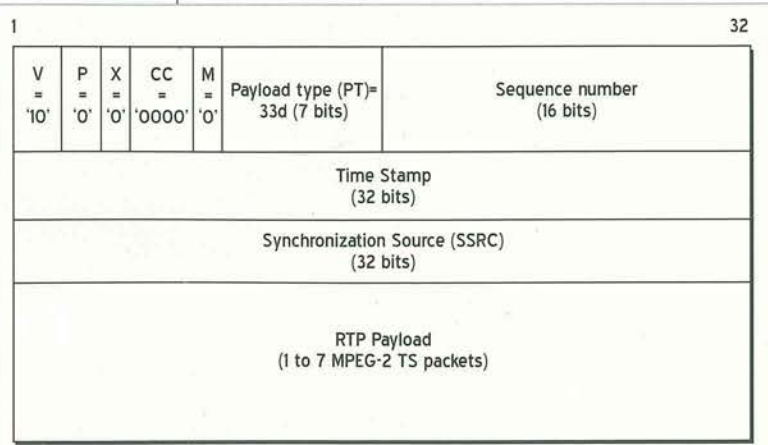 1
32
V
=
'10'
P
=
'0'
X
=
'0'
CC
=
'0000'
M
=
'0'
Payload type (PT)=
33d (7 bits)
Sequence number
(16 bits)
Time Stamp
(32 bits)
Synchronization Source (SSRC)
(32 bits)
RTP Payload
(1 to 7 MPEG-2 TS packets)